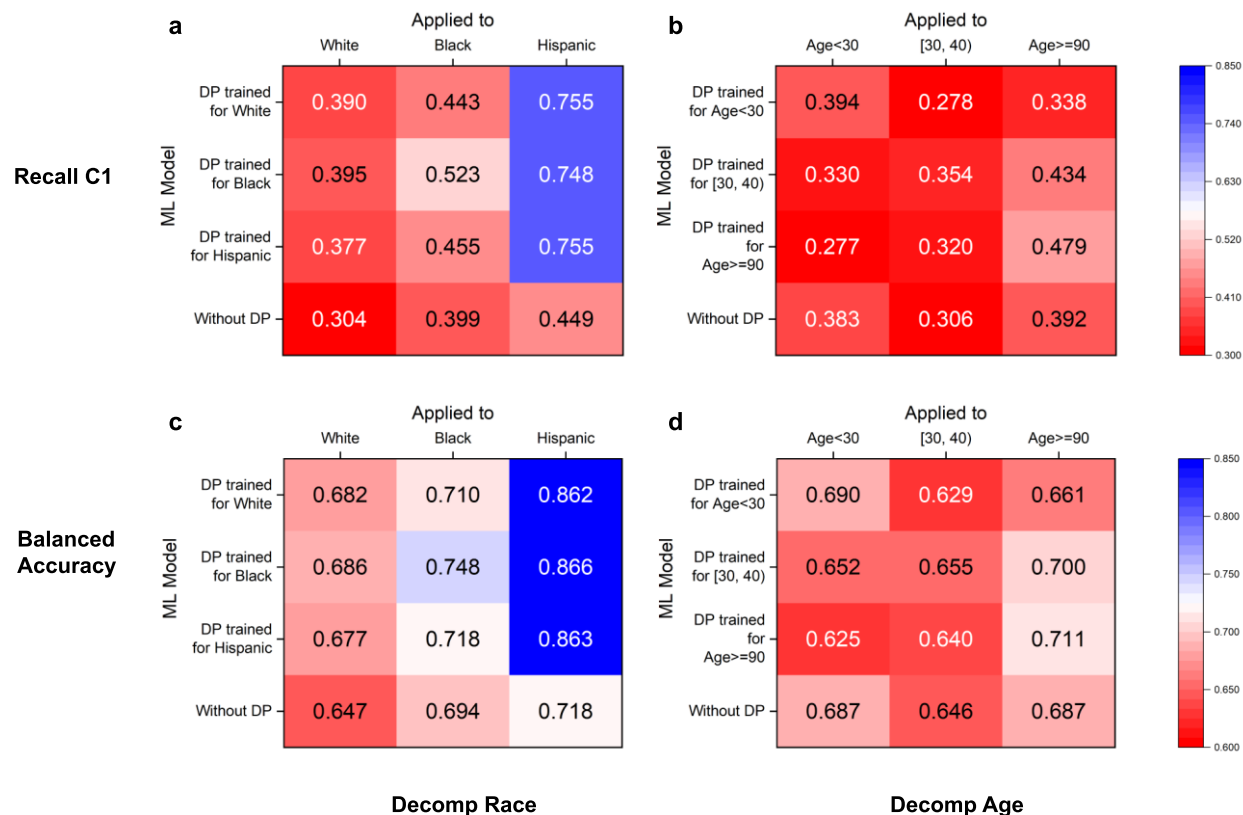 a
Applied to
White Black Hispanic
Recall C1
ML Model
DP trained
for White
0.390 0.443 0.755
DP trained
for Black
0.395 0.523 0.748
DP trained
for Hispanic
0.377 0.455 0.755
Without DP
0.304 0.399 0.449
b
Applied to
Age<30 [30, 40) Age>=90
ML Model
DP trained
for Age<30
0.394 0.278 0.338
DP trained
for [30, 40)
0.330 0.354 0.434
DP trained
for
Age>=90
0.277 0.320 0.479
Without DP
0.383 0.306 0.392
0.850
0.740
0.630
0.520
0.410
0.300
c
Applied to
White Black Hispanic
Balanced
Accuracy
ML Model
DP trained
for White
0.682 0.710 0.862
DP trained
for Black
0.686 0.748 0.866
DP trained
for Hispanic
0.677 0.718 0.863
Without DP
0.647 0.694 0.718
d
Applied to
Age<30 [30, 40) Age>=90
ML Model
DP trained
for Age<30
0.690 0.629 0.661
DP trained
for [30, 40)
0.652 0.655 0.700
DP trained
for
Age>=90
0.625 0.640 0.711
Without DP
0.687 0.646 0.687
0.850
0.800
0.750
0.700
0.650
0.600
Decomp Race
Decomp Age